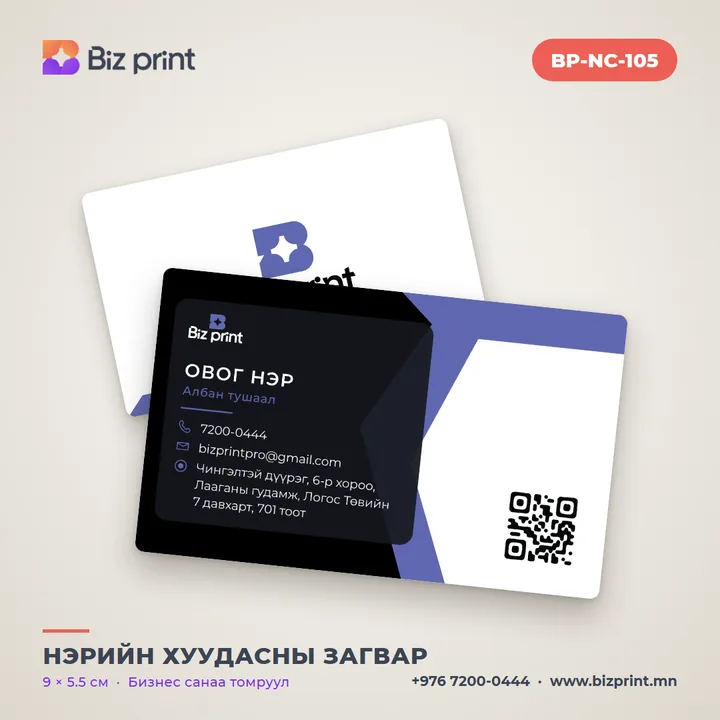 Biz print
BP-NC-105
Biz print
ОВОГ НЭР
Албан тушаал
7200-0444
bizprintpro@gmail.com
Чингэлтэй дүүрэг, 6-р хороо,
Лааганы гудамж, Логос Төвийн
7 давхарт, 701 тоот
НЭРИЙН ХУУДАСНЫ ЗАГВАР
9 × 5.5 см · Бизнес санаа томруул
+976 7200-0444 · www.bizprint.mn